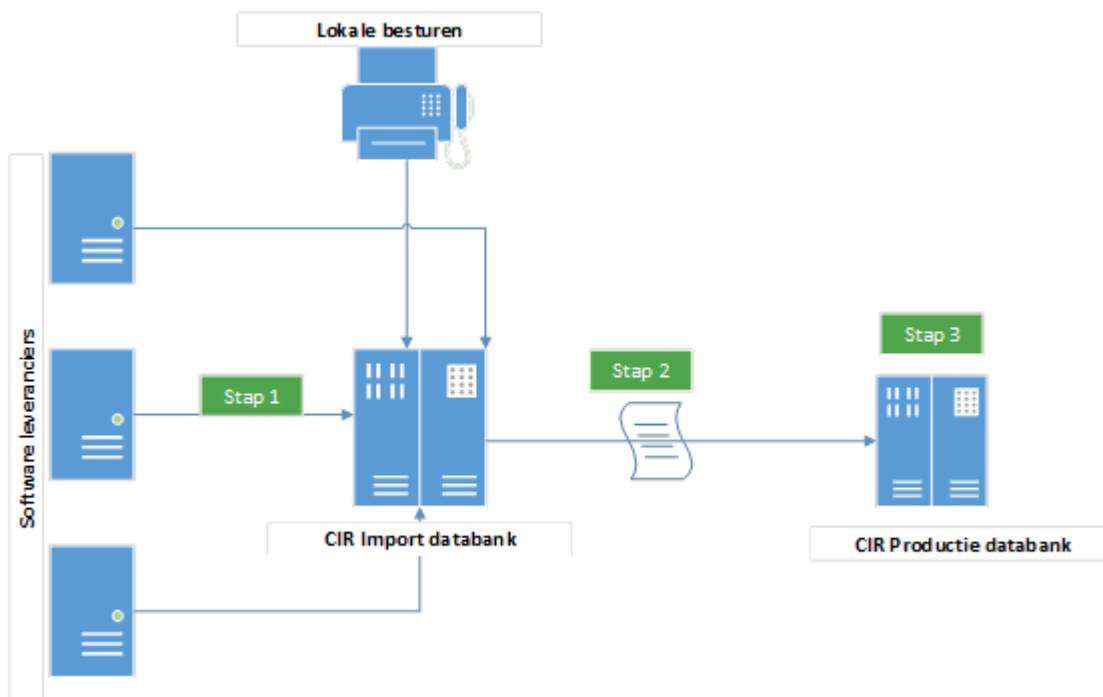 Lokale besturen
Software leveranciers
Stap 1
Stap 2
Stap 3
CIR Import databank
CIR Productie databank